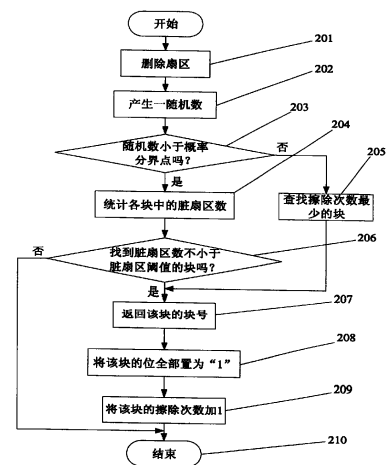 开始
201
删除扇区
202
产生一随机数
203
随机数小于概率
分界点吗？
否
204
是
统计各块中的脏扇区数
205
查找擦除次数最
少的块
206
否
找到脏扇区数不小于
脏扇区阈值的块吗？
是
207
返回该块的块号
208
将该块的位全部置为“1”
209
将该块的擦除次数加1
210
结束